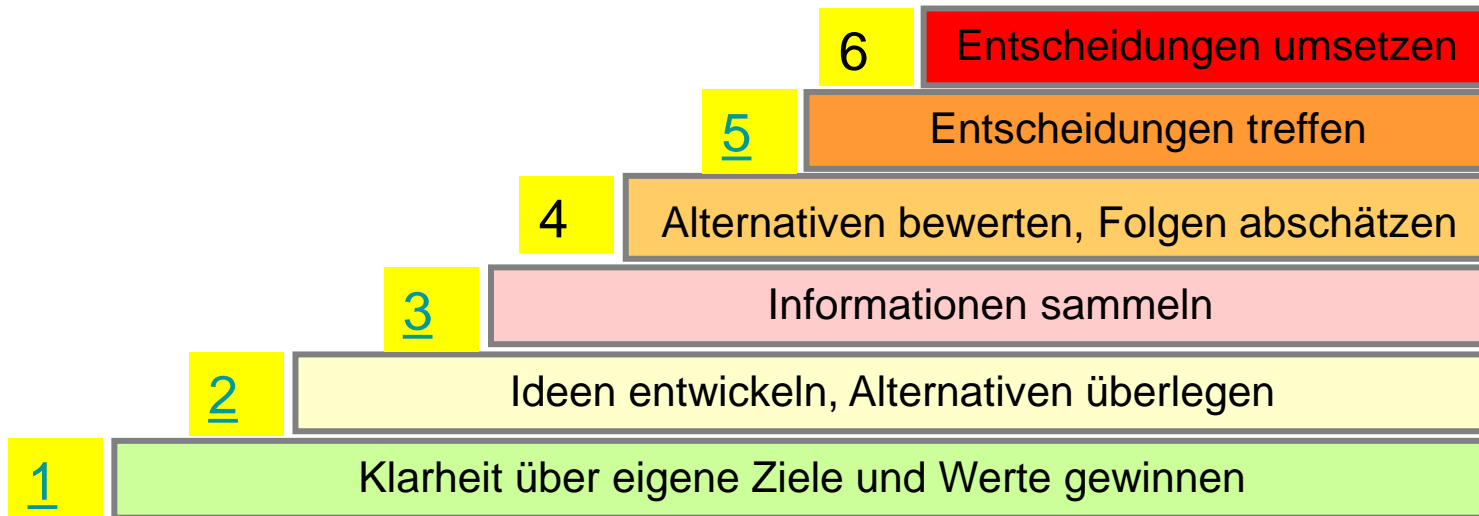 6 Entscheidungen umsetzen
5 Entscheidungen treffen
4 Alternativen bewerten, Folgen abschätzen
3 Informationen sammeln
2 Ideen entwickeln, Alternativen überlegen
1 Klarheit über eigene Ziele und Werte gewinnen